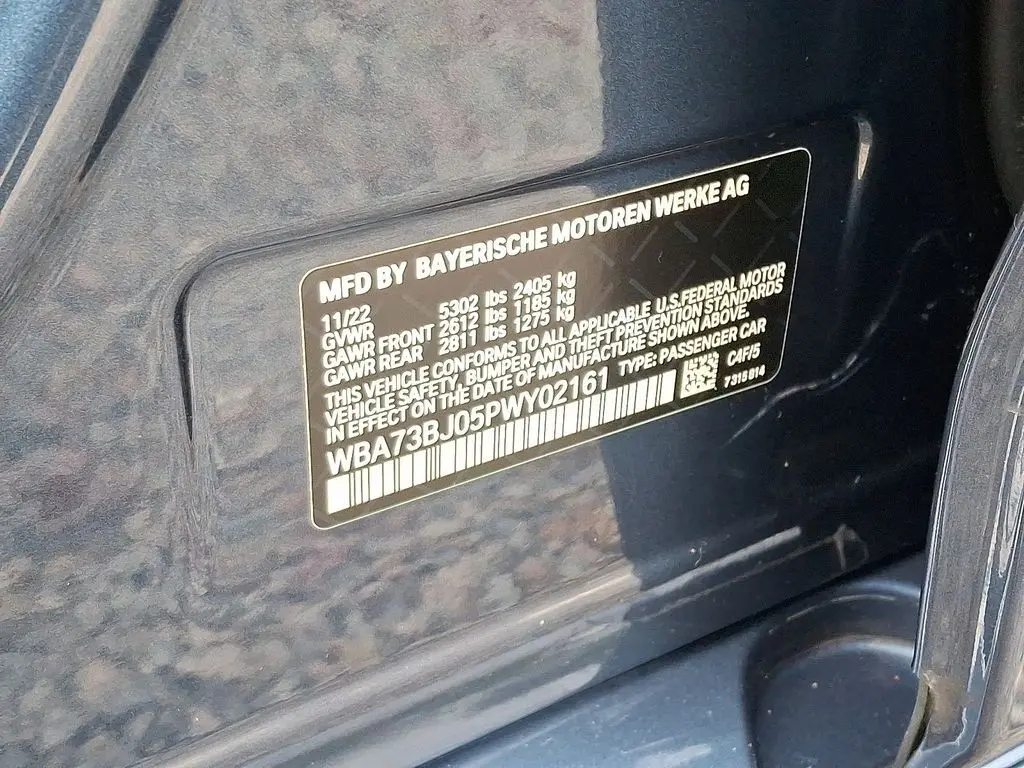 MFD BY BAYERISCHE MOTOREN WERKE AG
11/22
GVWR 5302 lbs 2405 kg
GAWR FRONT 2612 lbs 1185 kg
GAWR REAR 2811 lbs 1275 kg
THIS VEHICLE CONFORMS TO ALL APPLICABLE U.S.FEDERAL MOTOR
VEHICLE SAFETY, BUMPER AND THEFT PREVENTION STANDARDS
IN EFFECT ON THE DATE OF MANUFACTURE SHOWN ABOVE.
WBA73BJ05PWY02161 TYPE: PASSENGER CAR
C4F/5
7315814